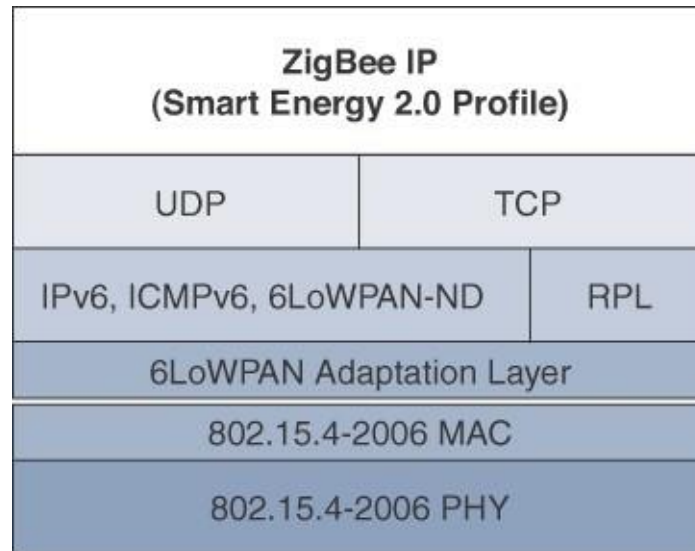 ZigBee IP
(Smart Energy 2.0 Profile)
UDP
TCP
IPv6, ICMPv6, 6LoWPAN-ND
RPL
6LoWPAN Adaptation Layer
802.15.4-2006 MAC
802.15.4-2006 PHY